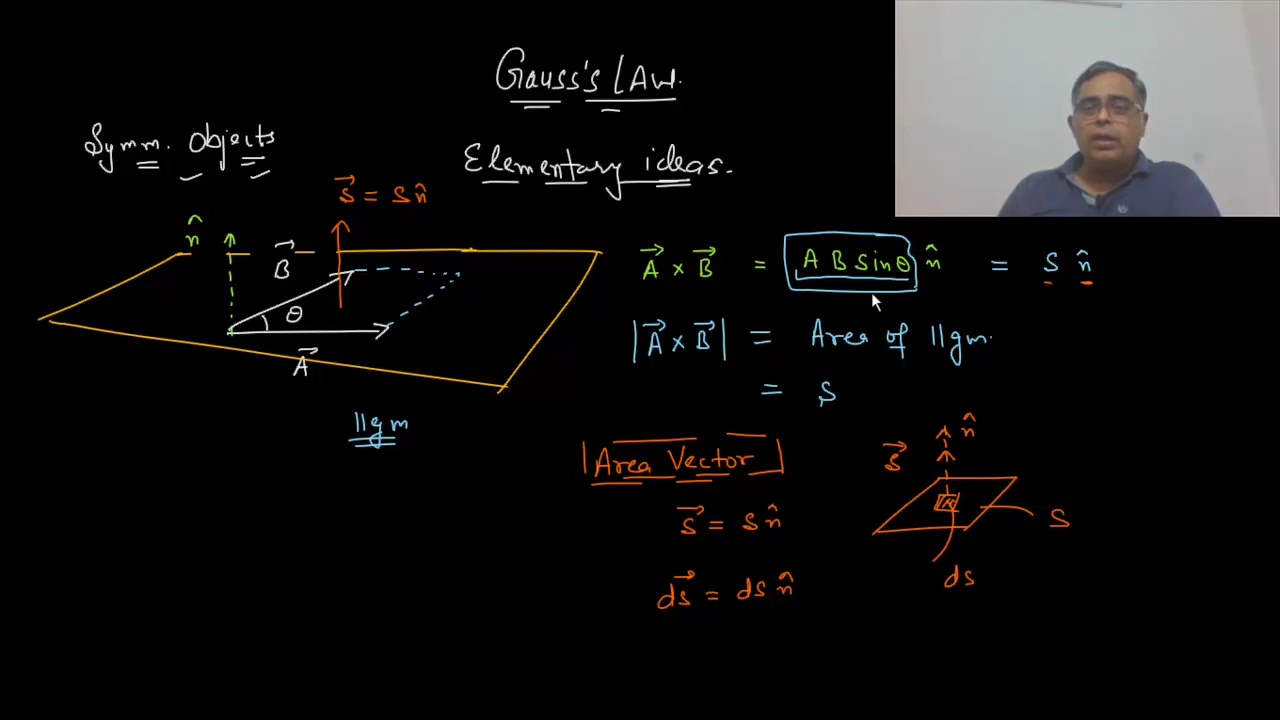 Gauss's Law.
Symm. Objects
Elementary ideas.
S⃗ = S n̂
n̂
B⃗
θ
A⃗
||gm
A⃗ × B⃗ = A B sinθ n̂ = S n̂
|A⃗ × B⃗| = Area of ||gm.
= S
Area Vector
S⃗ = S n̂
ds⃗ = ds n̂
n̂
S⃗
S
ds